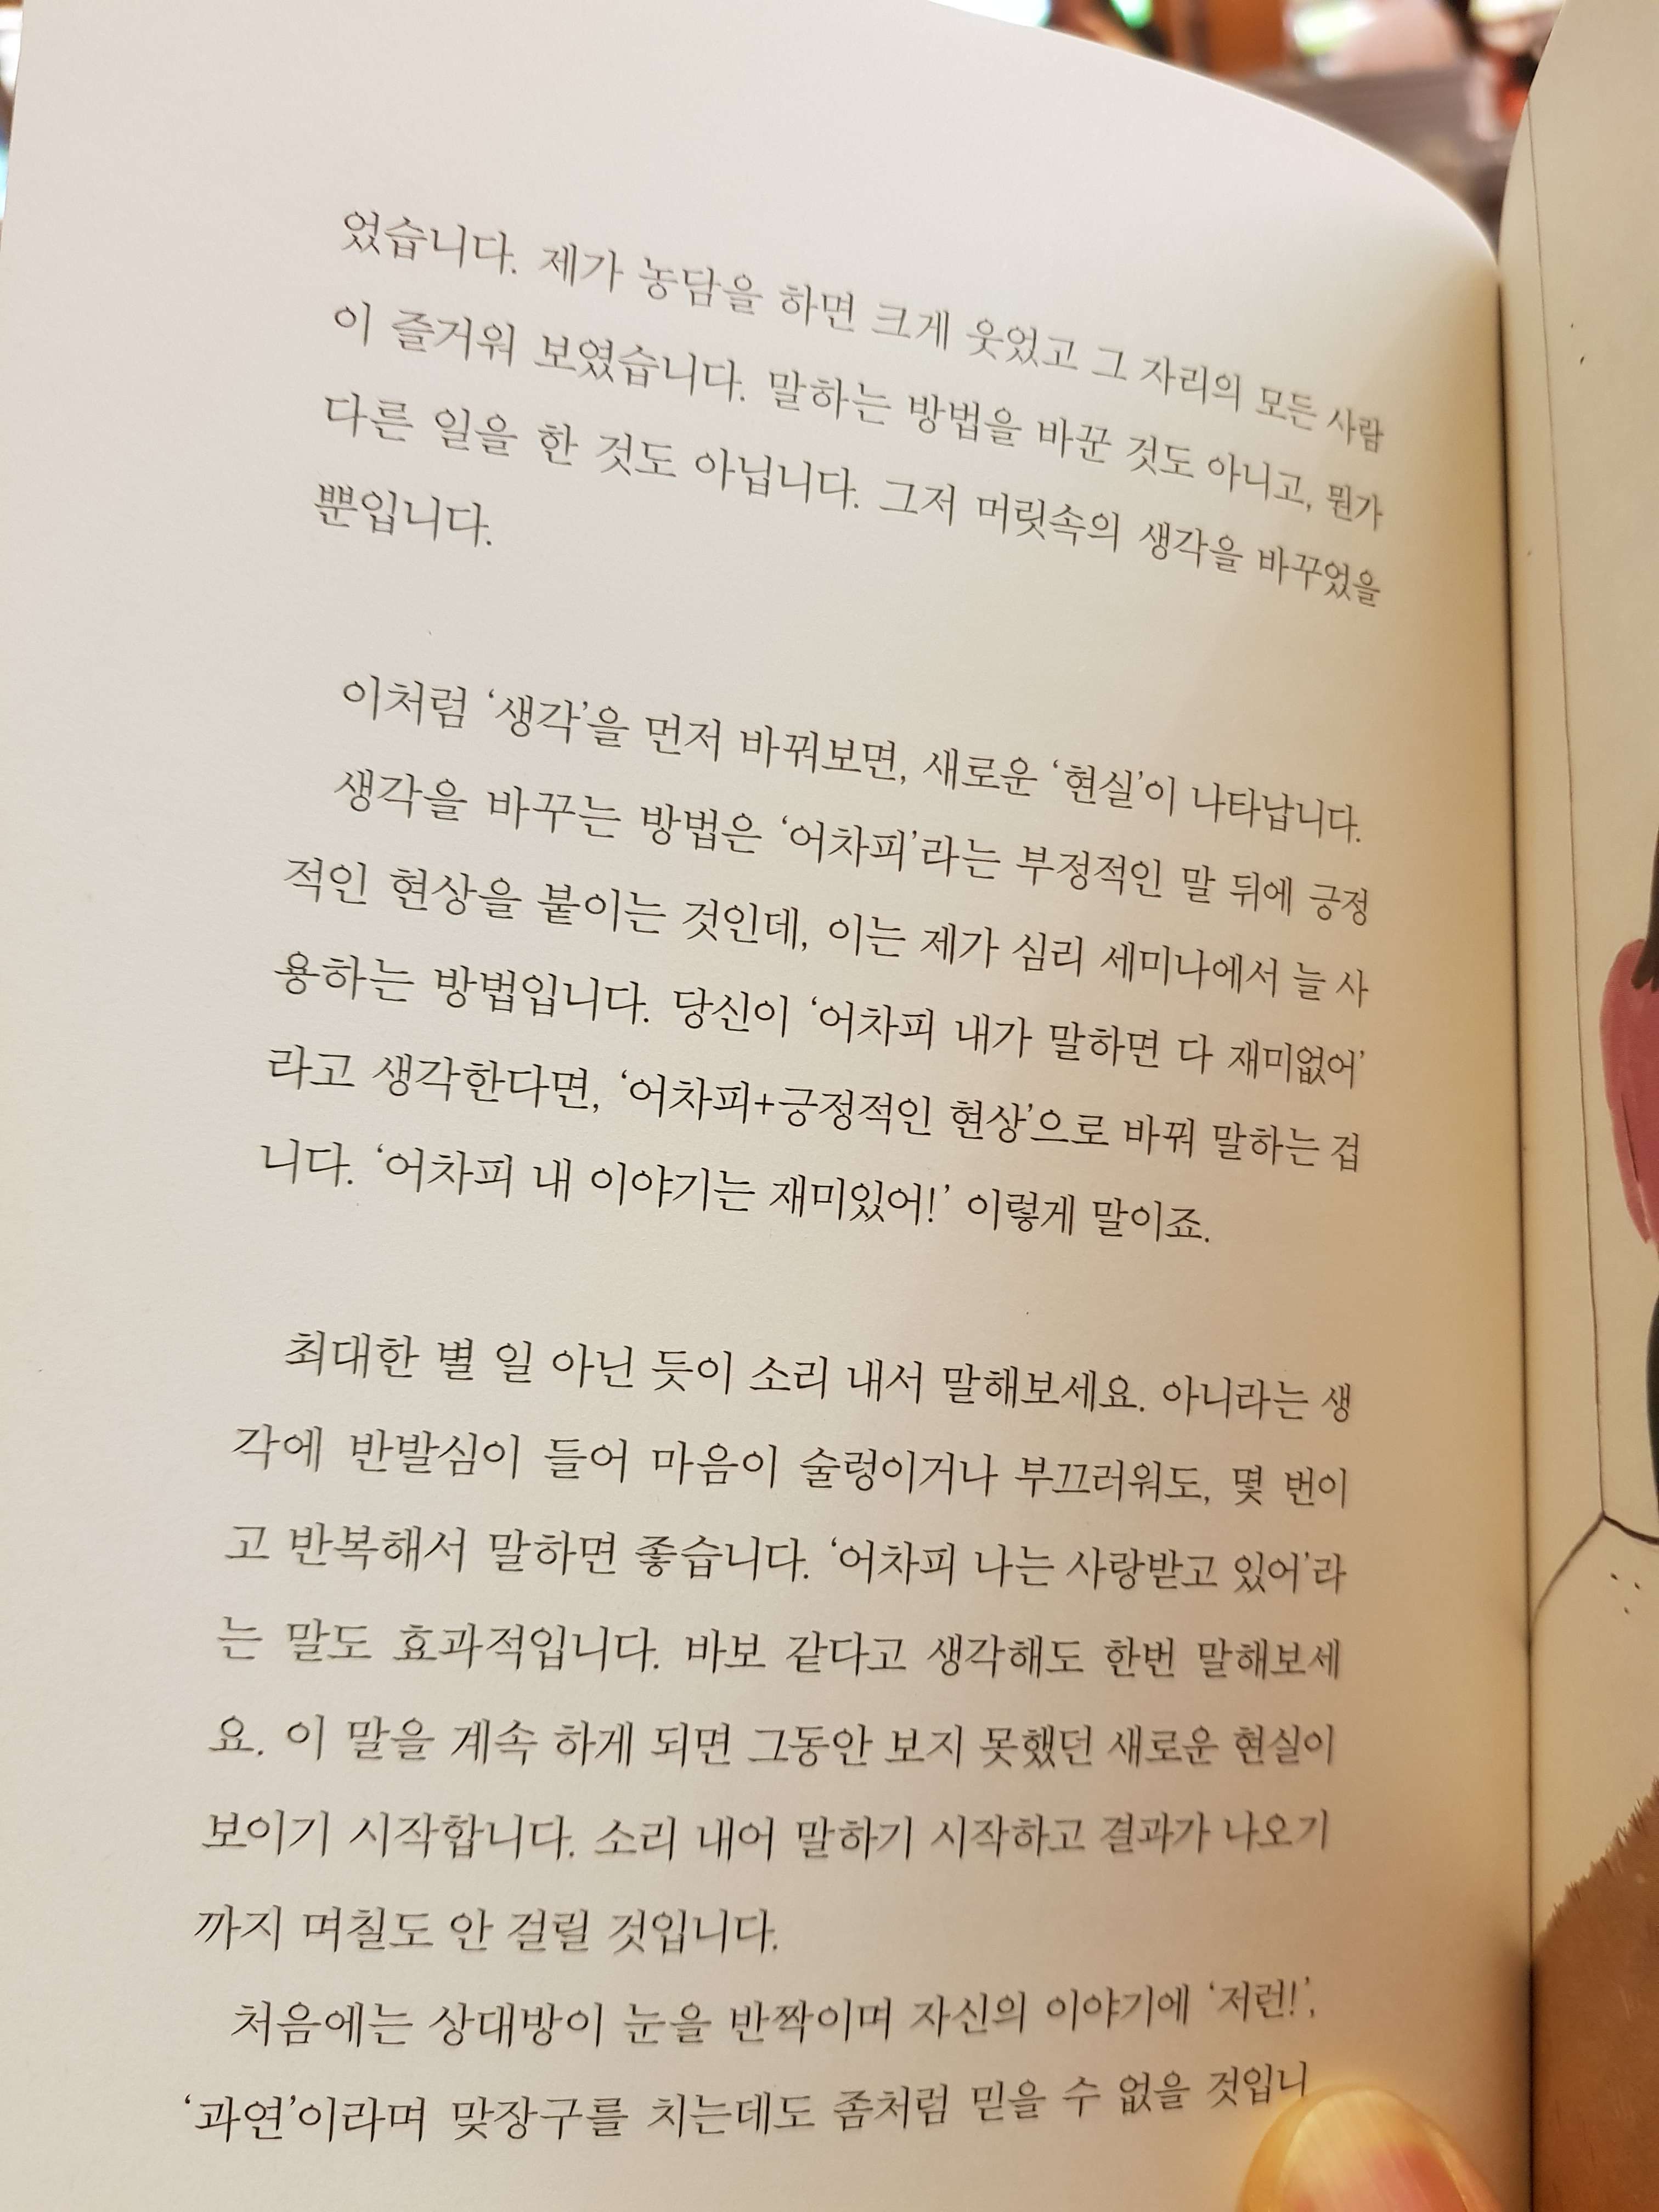 었습니다. 제가 농담을 하면 크게 웃었고 그 자리의 모든 사람
이 즐거워 보였습니다. 말하는 방법을 바꾼 것도 아니고, 뭔가
다른 일을 한 것도 아닙니다. 그저 머릿속의 생각을 바꾸었을
뿐입니다.
이처럼 ‘생각’을 먼저 바꿔보면, 새로운 ‘현실’이 나타납니다.
생각을 바꾸는 방법은 ‘어차피’라는 부정적인 말 뒤에 긍정
적인 현상을 붙이는 것인데, 이는 제가 심리 세미나에서 늘 사
용하는 방법입니다. 당신이 ‘어차피 내가 말하면 다 재미없어’
라고 생각한다면, ‘어차피+긍정적인 현상’으로 바꿔 말하는 겁
니다. ‘어차피 내 이야기는 재미있어!’ 이렇게 말이죠.
최대한 별 일 아닌 듯이 소리 내서 말해보세요. 아니라는 생
각에 반발심이 들어 마음이 술렁이거나 부끄러워도, 몇 번이
고 반복해서 말하면 좋습니다. ‘어차피 나는 사랑받고 있어’라
는 말도 효과적입니다. 바보 같다고 생각해도 한번 말해보세
요. 이 말을 계속 하게 되면 그동안 보지 못했던 새로운 현실이
보이기 시작합니다. 소리 내어 말하기 시작하고 결과가 나오기
까지 며칠도 안 걸릴 것입니다.
처음에는 상대방이 눈을 반짝이며 자신의 이야기에 ‘저런!’,
‘과연’이라며 맞장구를 치는데도 좀처럼 믿을 수 없을 것입니